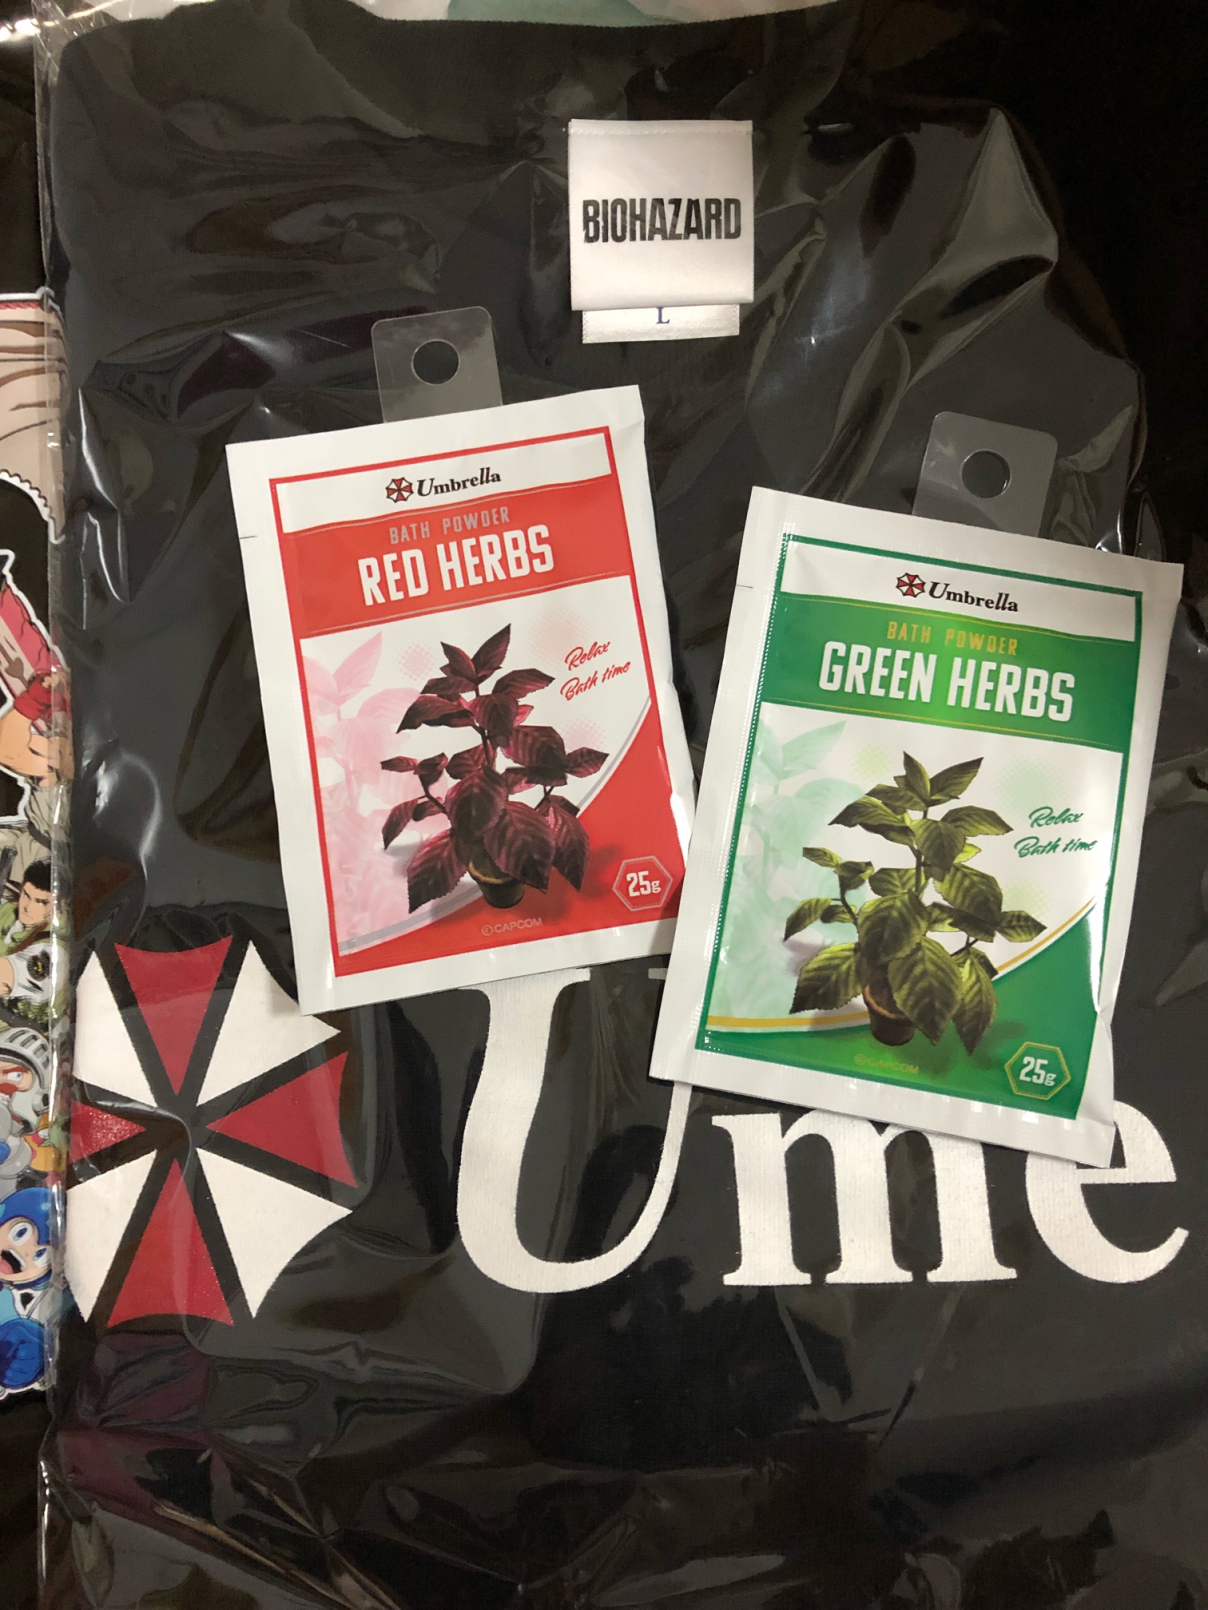 BIOHAZARD
L
Umbrella
BATH POWDER
RED HERBS
Relax
Bath time
25g
©CAPCOM
Umbrella
BATH POWDER
GREEN HERBS
Relax
Bath time
25g
©CAPCOM
Ume